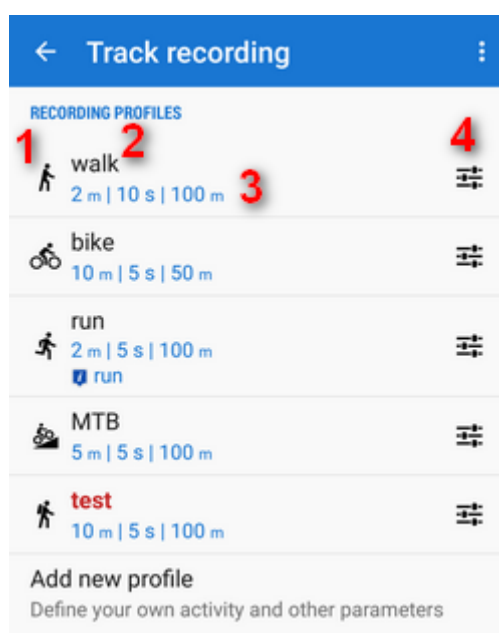 Track recording
RECORDING PROFILES
1 2 4
walk
2 m | 10 s | 100 m 3
bike
10 m | 5 s | 50 m
run
2 m | 5 s | 100 m
run
MTB
5 m | 5 s | 100 m
test
10 m | 5 s | 100 m
Add new profile
Define your own activity and other parameters